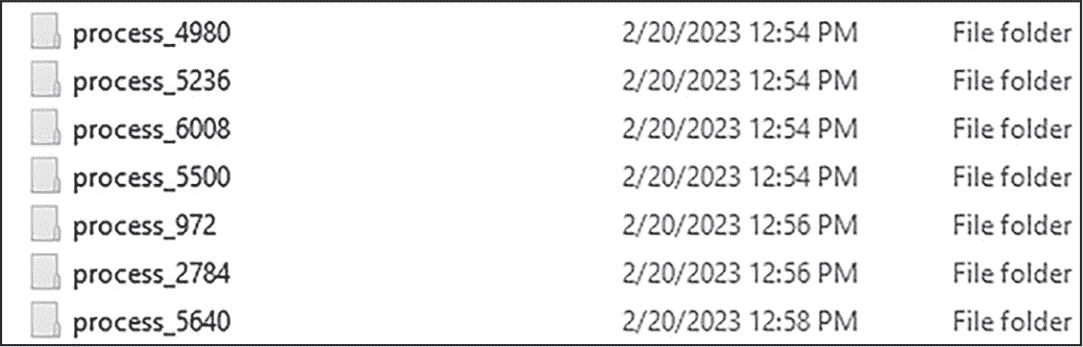 process_4980 2/20/2023 12:54 PM File folder
process_5236 2/20/2023 12:54 PM File folder
process_6008 2/20/2023 12:54 PM File folder
process_5500 2/20/2023 12:54 PM File folder
process_972 2/20/2023 12:56 PM File folder
process_2784 2/20/2023 12:56 PM File folder
process_5640 2/20/2023 12:58 PM File folder